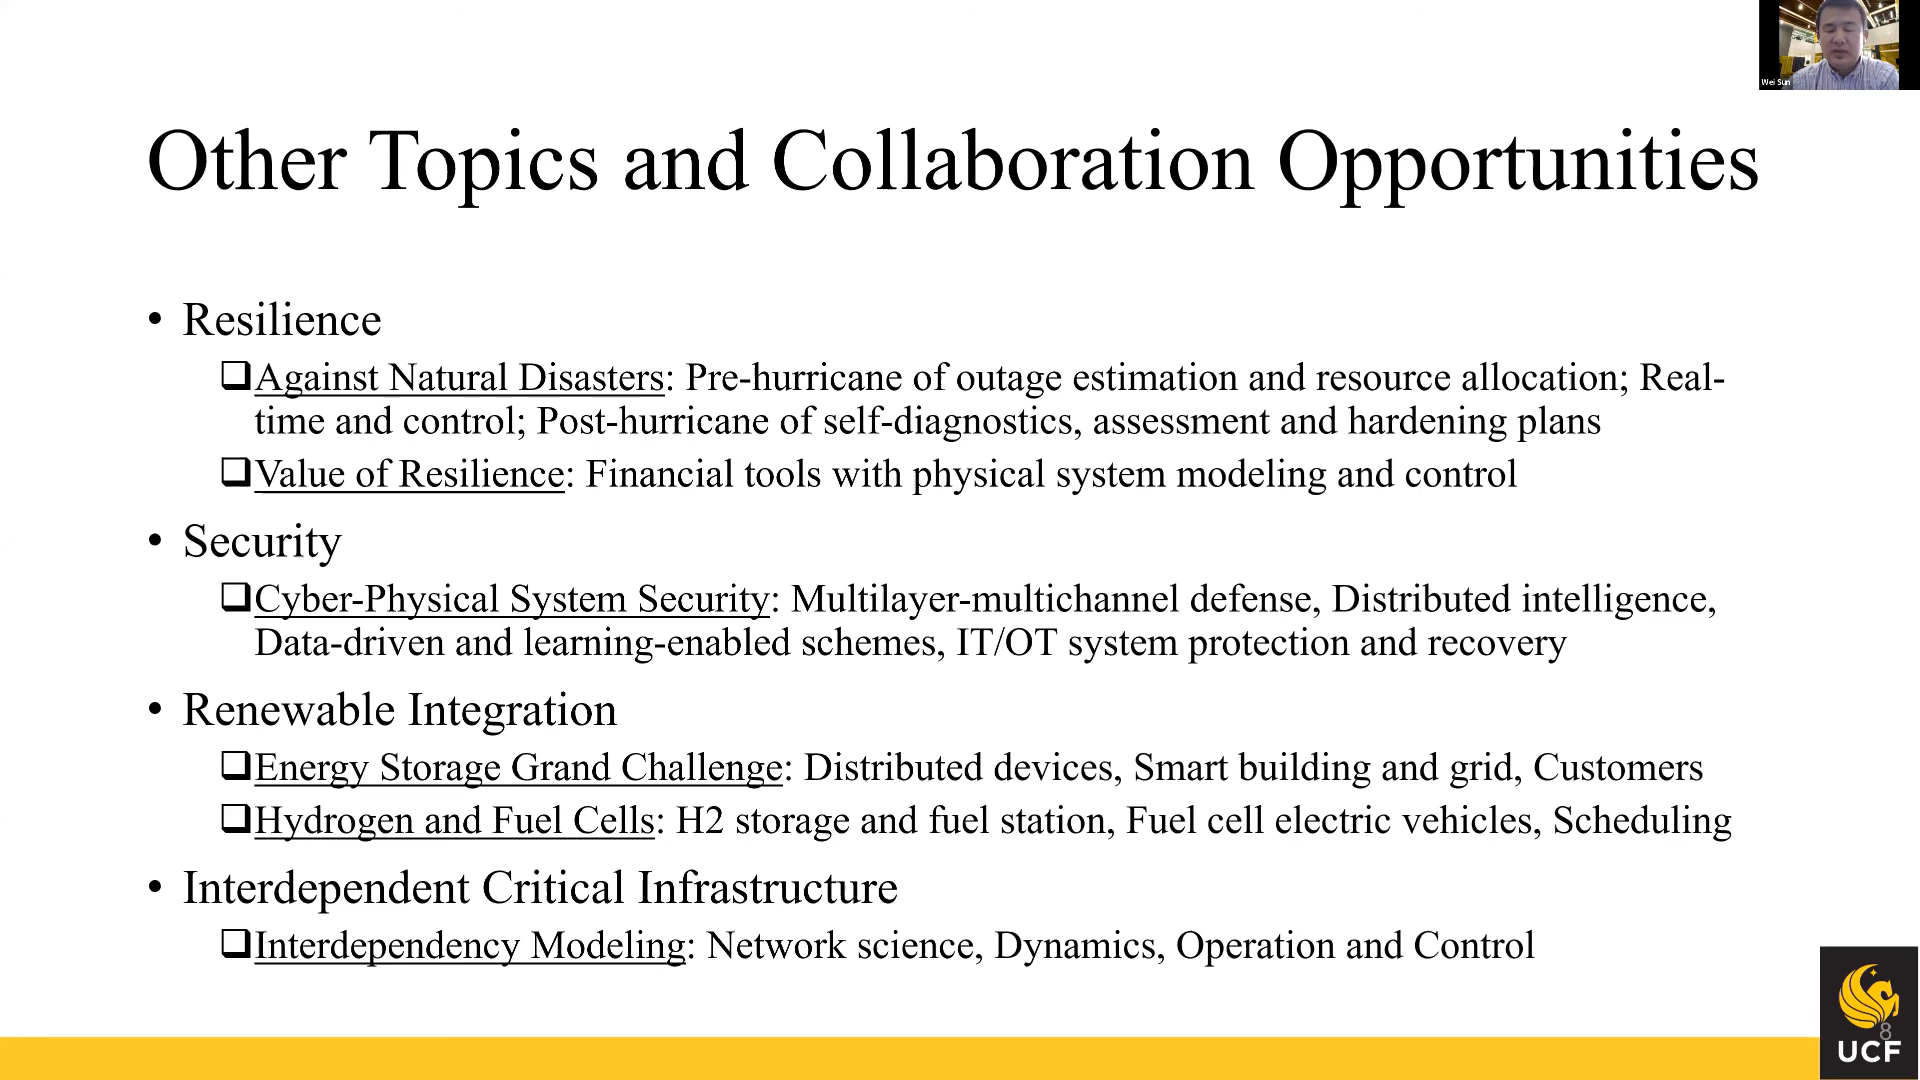 Wei Sun
Other Topics and Collaboration Opportunities
• Resilience
❑Against Natural Disasters: Pre-hurricane of outage estimation and resource allocation; Real-
time and control; Post-hurricane of self-diagnostics, assessment and hardening plans
❑Value of Resilience: Financial tools with physical system modeling and control
• Security
❑Cyber-Physical System Security: Multilayer-multichannel defense, Distributed intelligence,
Data-driven and learning-enabled schemes, IT/OT system protection and recovery
• Renewable Integration
❑Energy Storage Grand Challenge: Distributed devices, Smart building and grid, Customers
❑Hydrogen and Fuel Cells: H2 storage and fuel station, Fuel cell electric vehicles, Scheduling
• Interdependent Critical Infrastructure
❑Interdependency Modeling: Network science, Dynamics, Operation and Control
8
UCF